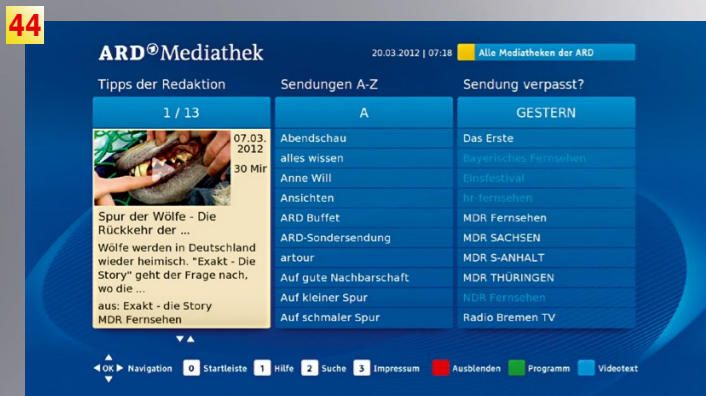 44
ARD Mediathek
20.03.2012 | 07:18
Alle Mediatheken der ARD
Tipps der Redaktion
Sendungen A-Z
Sendung verpasst?
1 / 13
A
GESTERN
07.03.
2012
30 Mir
Spur der Wölfe - Die
Rückkehr der ...
Wölfe werden in Deutschland
wieder heimisch. "Exakt - Die
Story" geht der Frage nach,
wo die ...
aus: Exakt - die Story
MDR Fernsehen
Abendschau
alles wissen
Anne Will
Ansichten
ARD Buffet
ARD-Sondersendung
artour
Auf gute Nachbarschaft
Auf kleiner Spur
Auf schmaler Spur
Das Erste
Bayerisches Fernsehen
Einsfestival
hr-fernsehen
MDR Fernsehen
MDR SACHSEN
MDR S-ANHALT
MDR THÜRINGEN
NDR Fernsehen
Radio Bremen TV
OK Navigation 0 Startleiste 1 Hilfe 2 Suche 3 Impressum Ausblenden Programm Videotext